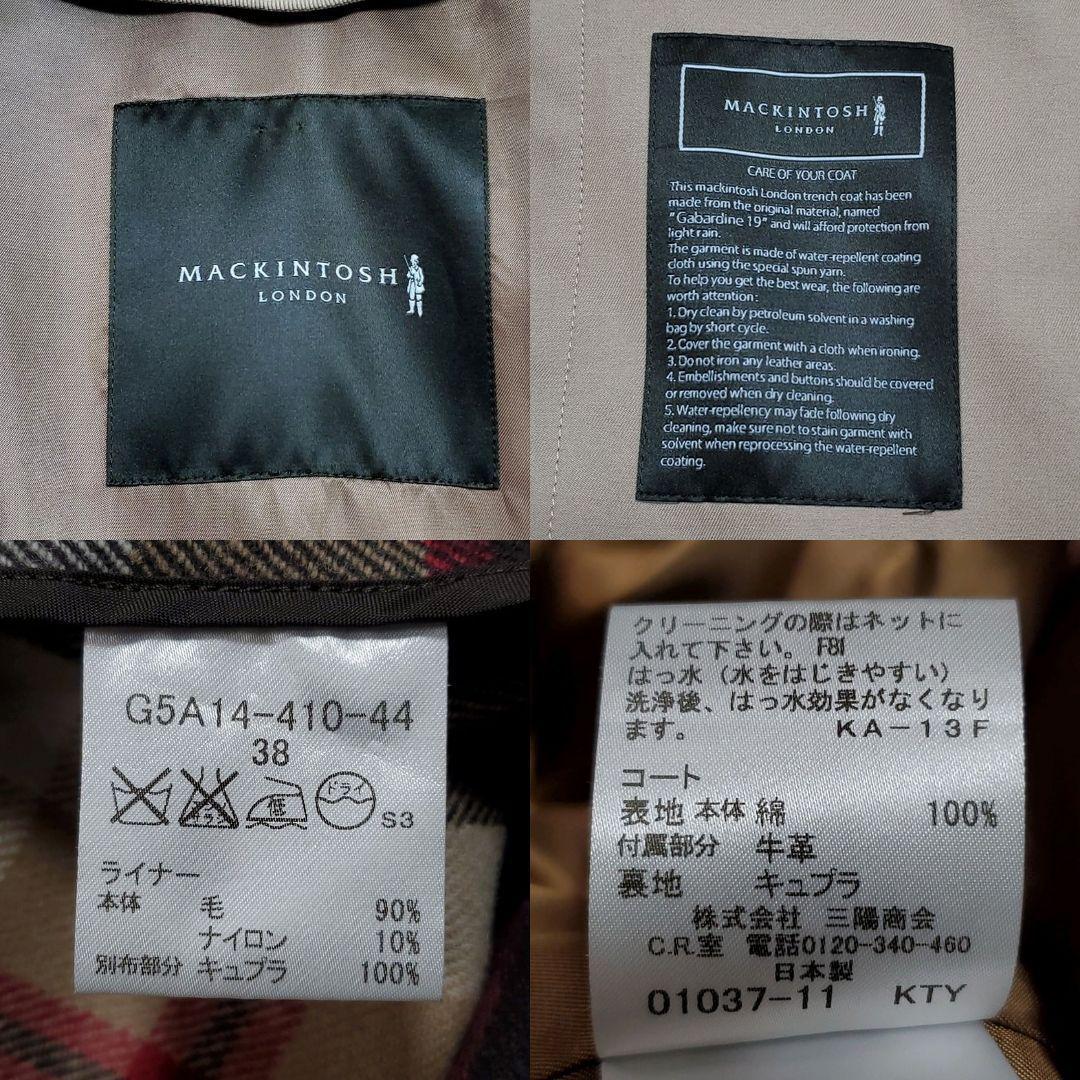 MACKINTOSH
LONDON
MACKINTOSH
LONDON
CARE OF YOUR COAT
This mackintosh London trench coat has been
made from the original material, named
"Gabardine 19" and will afford protection from
light rain.
The garment is made of water-repellent coating
cloth using the special spun yarn.
To help you get the best wear, the following are
worth attention:
1. Dry clean by petroleum solvent in a washing
bag by short cycle.
2. Cover the garment with a cloth when ironing.
3. Do not iron any leather areas.
4. Embellishments and buttons should be covered
or removed when dry cleaning.
5. Water-repellency may fade following dry
cleaning, make sure not to stain garment with
solvent when reprocessing the water-repellent
coating.
G5A14-410-44
38
エンソサラシ 低 ドライ
S3
ライナー
本体 毛 90%
ナイロン 10%
別布部分 キュプラ 100%
クリーニングの際はネットに
入れて下さい。 F8I
はっ水（水をはじきやすい）
洗浄後、はっ水効果がなくなり
ます。 KA-13F
コート
表地 本体 綿 100%
付属部分 牛革
裏地 キュプラ
株式会社 三陽商会
C.R.室 電話0120-340-460
日本製
01037-11 KTY